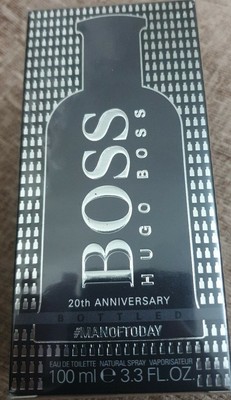 BOSS
HUGO BOSS
20th ANNIVERSARY
BOTTLED
#MANOFTODAY
EAU DE TOILETTE NATURAL SPRAY VAPORISATEUR
100 ml ℮ 3.3 FL.OZ.